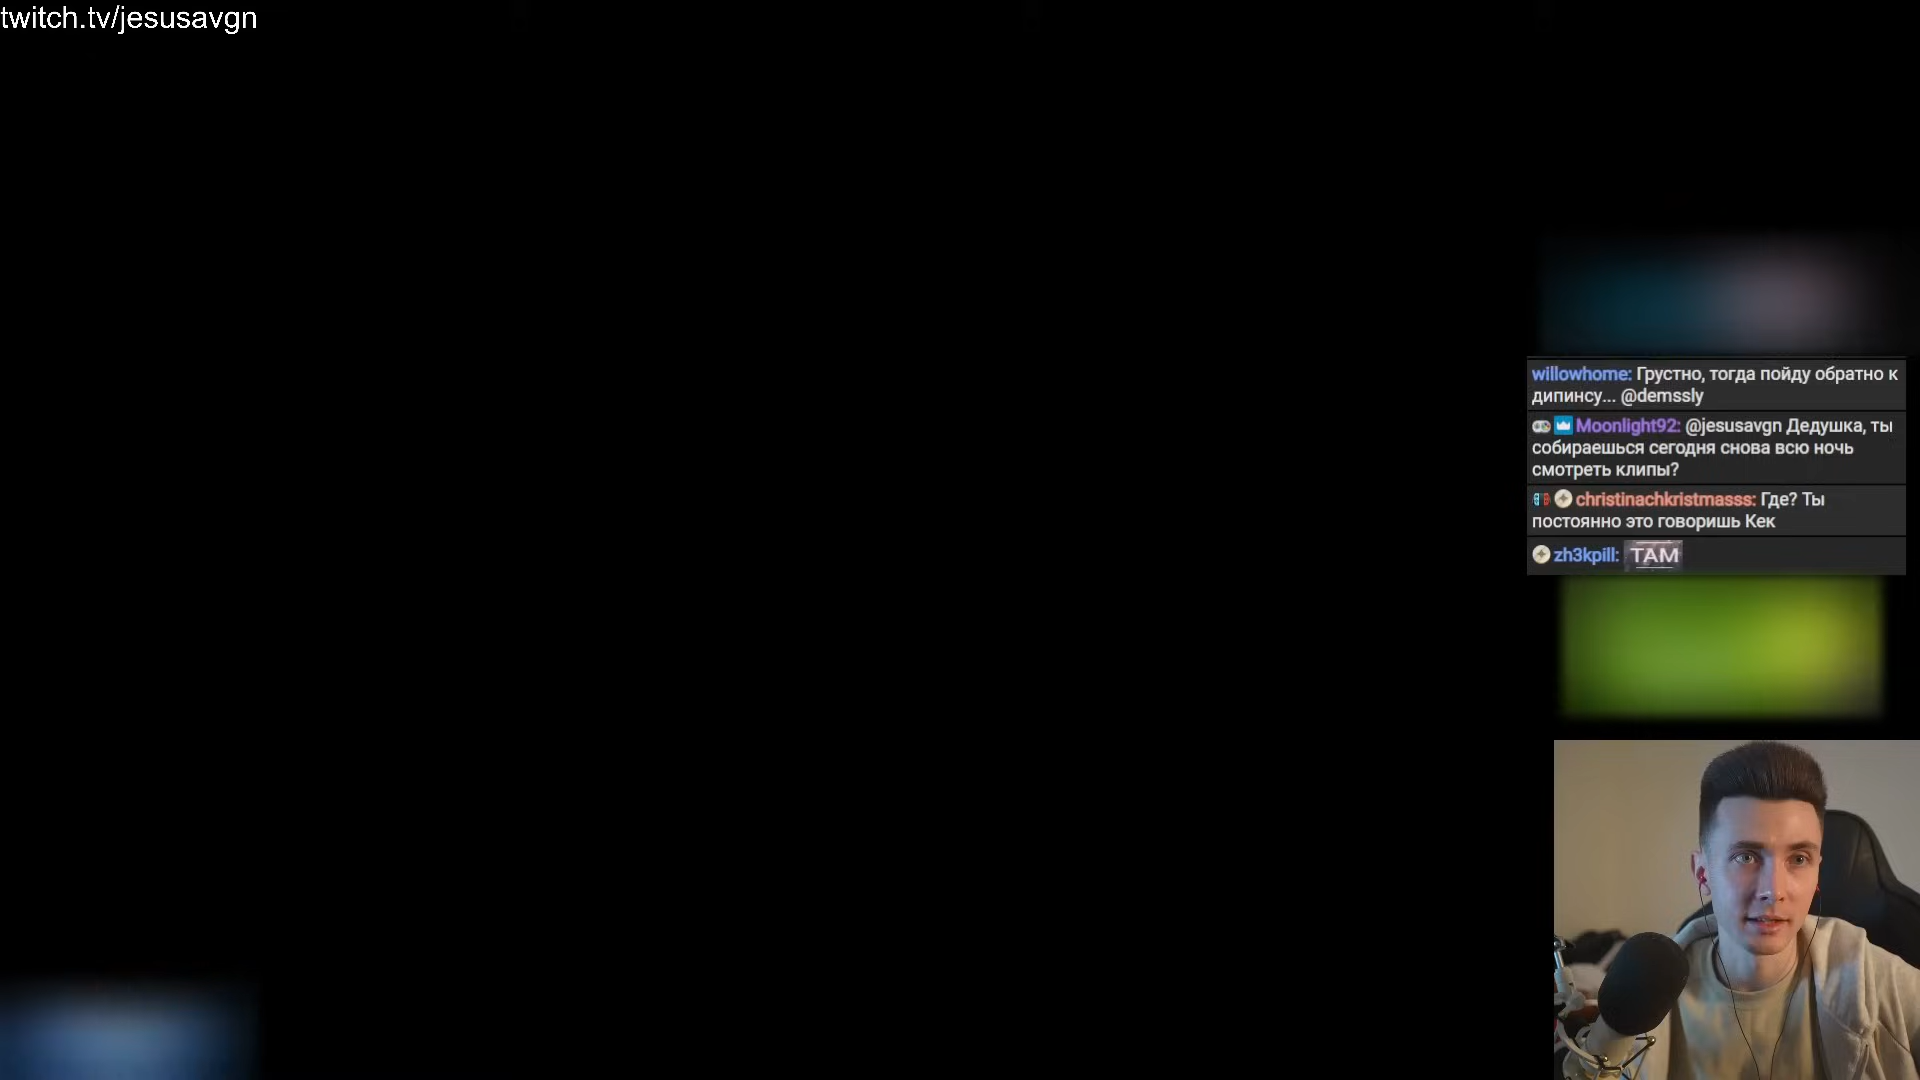 twitch.tv/jesusavgn
willowhome: Грустно, тогда пойду обратно к
дипинсу... @demssly
Moonlight92: @jesusavgn Дедушка, ты
собираешься сегодня снова всю ночь
смотреть клипы?
christinachkristmasss: Где? Ты
постоянно это говоришь Кек
zh3kpill: ТАМ